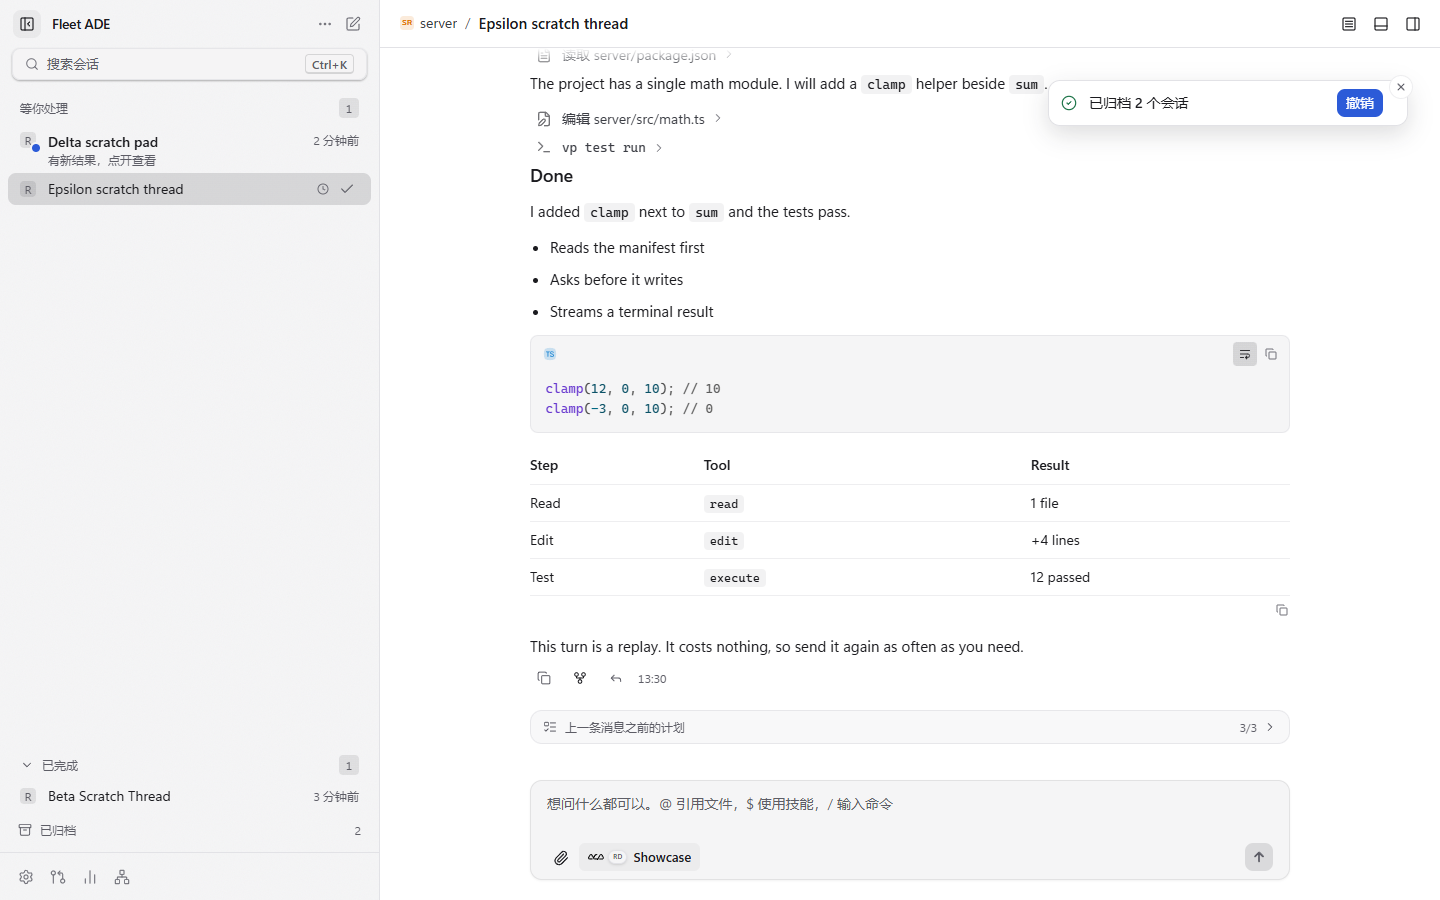 Fleet ADE
搜索会话 Ctrl+K
等你处理 1
R Delta scratch pad 2 分钟前
有新结果，点开查看
R Epsilon scratch thread
已完成 1
R Beta Scratch Thread 3 分钟前
已归档 2
SR server / Epsilon scratch thread
读取 server/package.json
The project has a single math module. I will add a clamp helper beside sum.
已归档 2 个会话 撤销
编辑 server/src/math.ts
vp test run
Done
I added clamp next to sum and the tests pass.
• Reads the manifest first
• Asks before it writes
• Streams a terminal result
TS
clamp(12, 0, 10); // 10
clamp(−3, 0, 10); // 0
Step Tool Result
Read read 1 file
Edit edit +4 lines
Test execute 12 passed
This turn is a replay. It costs nothing, so send it again as often as you need.
13:30
上一条消息之前的计划 3/3
想问什么都可以。@ 引用文件，$ 使用技能，/ 输入命令
RD Showcase